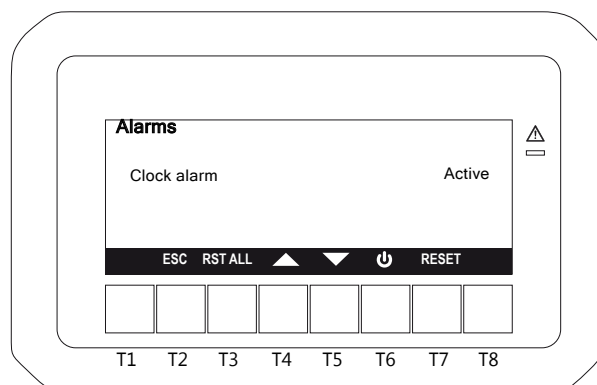 Alarms
Clock alarm Active
ESC RST ALL RESET
T1 T2 T3 T4 T5 T6 T7 T8